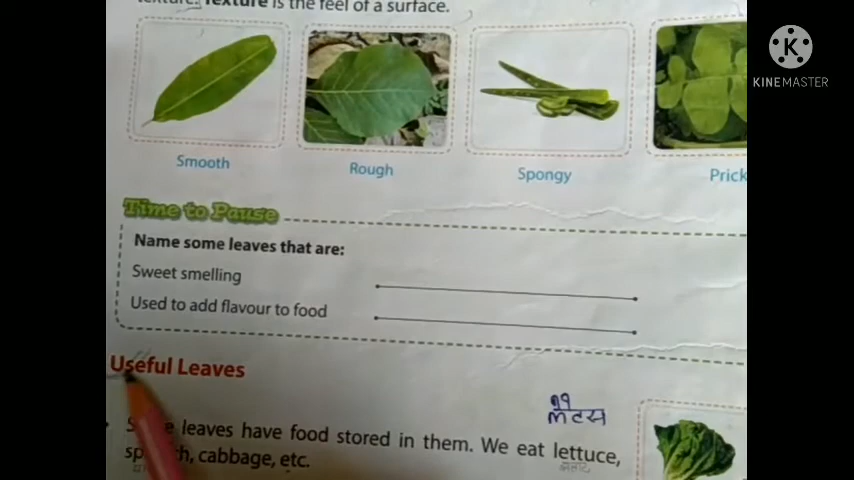 texture. Texture is the feel of a surface.
KINEMASTER
Smooth
Rough
Spongy
Prick
Time to Pause
Name some leaves that are:
Sweet smelling
Used to add flavour to food
Useful Leaves
leaves have food stored in them. We eat lettuce,
cabbage, etc.